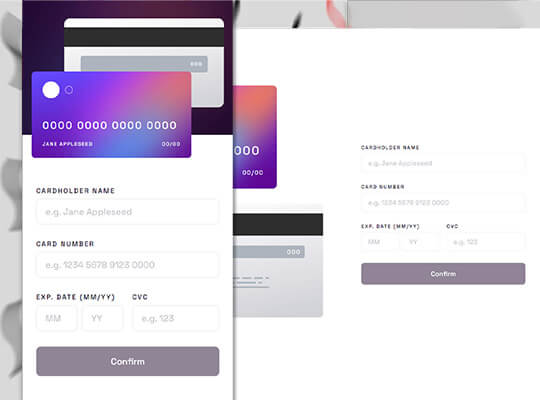 000
0000 0000 0000 0000
JANE APPLESEED 00/00
CARDHOLDER NAME
e.g. Jane Appleseed
CARD NUMBER
e.g. 1234 5678 9123 0000
EXP. DATE (MM/YY) CVC
MM YY e.g. 123
Confirm
000
00/00
000
CARDHOLDER NAME
e.g. Jane Appleseed
CARD NUMBER
e.g. 1234 5678 9123 0000
EXP. DATE (MM/YY) CVC
MM YY e.g. 123
Confirm